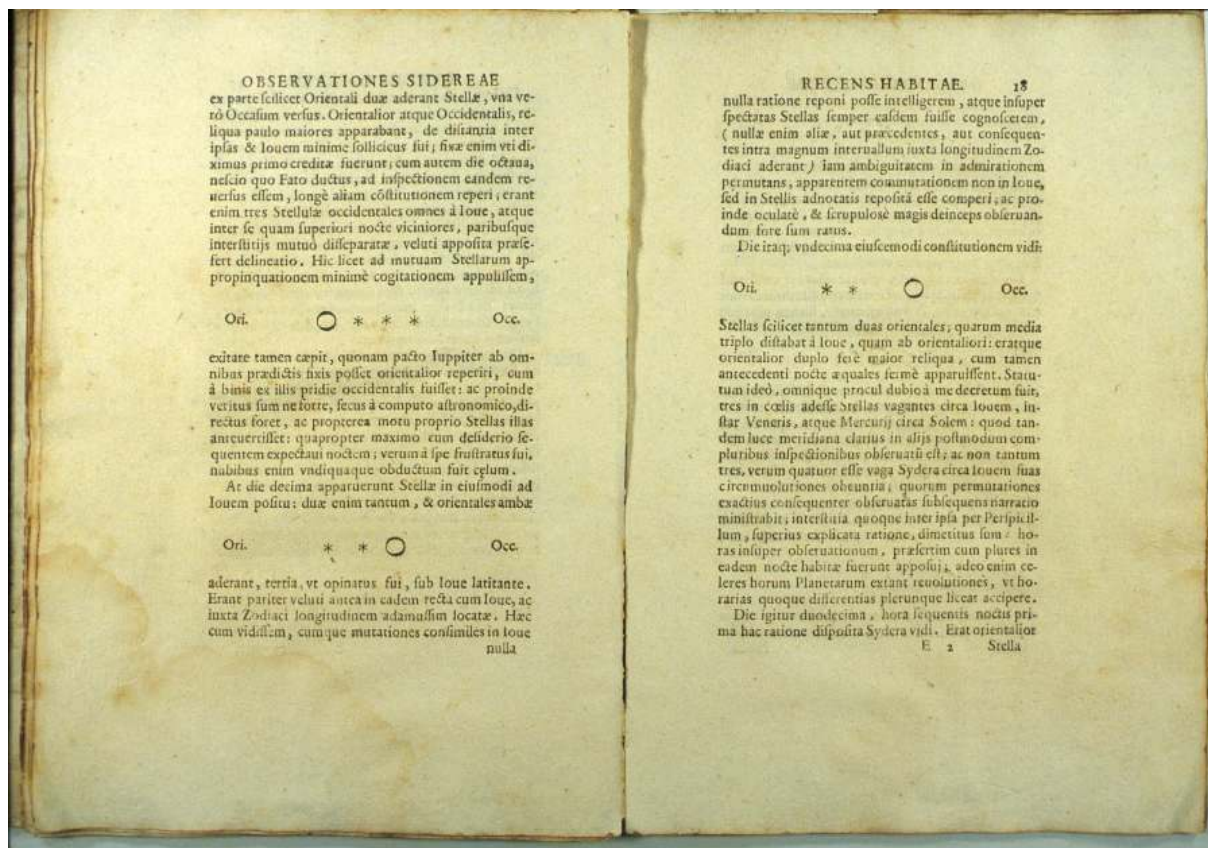 OBSERVATIONES SIDEREAE
ex parte ſcilicet Orientali duæ aderant Stellæ, vna ve-
rò Occaſum verſus. Orientalior atque Occidentalis, re-
liqua paulo maiores apparabant, de diſtantia inter
ipſas & Iouem minimè ſollicitus fui; fixæ enim vti di-
ximus primo creditæ fuerunt; cum autem die octaua,
neſcio quo Fato ductus, ad inſpectionem eandem re-
uerſus eſſem, longè aliam cõſtitutionem reperi; erant
enim tres Stellulæ occidentales omnes à Ioue, atque
inter ſe quam ſuperiori nocte viciniores, paribuſque
interſtitijs mutuò diſſeparatæ, veluti appoſita præſe-
fert delineatio. Hic licet ad mutuam Stellarum ap-
propinquationem minimè cogitationem appuliſſem,
Ori. Occ.
exitare tamen cæpit, quonam pacto Iuppiter ab om-
nibus prædictis fixis poſſet orientalior reperiri, cum
à binis ex illis pridie occidentalis fuiſſet: ac proinde
veritus ſum ne forte, ſecus à computo aſtronomico, di-
rectus foret, ac propterea motu proprio Stellas illas
anteuertiſſet: quapropter maximo cum deſiderio ſe-
quentem expectaui noctem; verum à ſpe fruſtratus fui,
nubibus enim vndiquaque obductum fuit cęlum.
At die decima apparuerunt Stellæ in eiuſmodi ad
Iouem poſitu: duæ enim tantum, & orientales ambæ
Ori. Occ.
aderant, tertia, vt opinatus fui, ſub Ioue latitante.
Erant pariter veluti antea in eadem recta cum Ioue, ac
iuxta Zodiaci longitudinem adamuſſim locatæ. Hæc
cum vidiſſem, cumque mutationes conſimiles in Ioue
nulla
RECENS HABITAE. 18
nulla ratione reponi poſſe intelligerem, atque inſuper
ſpectatas Stellas ſemper eaſdem fuiſſe cognoſcerem,
(nullæ enim aliæ, aut præcedentes, aut conſequen-
tes intra magnum interuallum iuxta longitudinem Zo-
diaci aderant) iam ambiguitatem in admirationem
permutans, apparentem commutationem non in Ioue,
ſed in Stellis adnotatis repoſitã eſſe comperi; ac pro-
inde oculatè, & ſcrupuloſè magis deinceps obſeruan-
dum fore ſum ratus.
Die itaq; vndecima eiuſcemodi conſtitutionem vidi:
Ori. Occ.
Stellas ſcilicet tantum duas orientales; quarum media
triplo diſtabat à Ioue, quam ab orientaliori: eratque
orientalior duplo ferè maior reliqua, cum tamen
antecedenti nocte æquales fermè apparuiſſent. Statu-
tum ideò, omnique procul dubio à me decretum fuit,
tres in cœlis adeſſe Stellas vagantes circa Iouem, in-
ſtar Veneris, atque Mercurij circa Solem: quod tan-
dem luce meridiana clarius in alijs poſtmodum com-
pluribus inſpectionibus obſeruatũ eſt; ac non tantum
tres, verum quatuor eſſe vaga Sydera circa Iouem ſuas
circumuolutiones obeuntia; quorum permutationes
exactius conſequenter obſeruatas ſubſequens narratio
miniſtrabit; interſtitia quoque inter ipſa per Perſpicil-
lum, ſuperius explicata ratione, dimetitus ſum: ho-
ras inſuper obſeruationum, præſertim cum plures in
eadem nocte habitæ fuerunt appoſui; adeo enim ce-
leres horum Planetarum extant reuolutiones, vt ho-
rarias quoque differentias plerunque liceat accipere.
Die igitur duodecima, hora ſequentis noctis pri-
ma hac ratione diſpoſita Sydera vidi. Erat orientalior
E 2 Stella